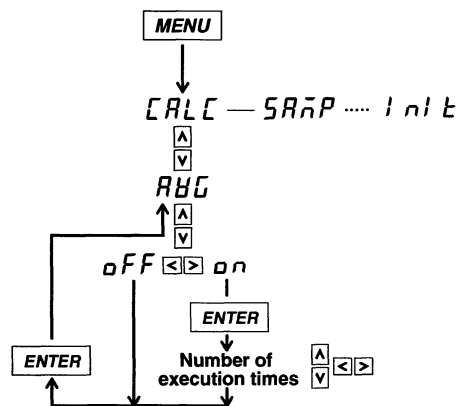 MENU
CALC — SAMP ····· InIt
AVG
oFF < > on
ENTER
ENTER
Number of
execution times